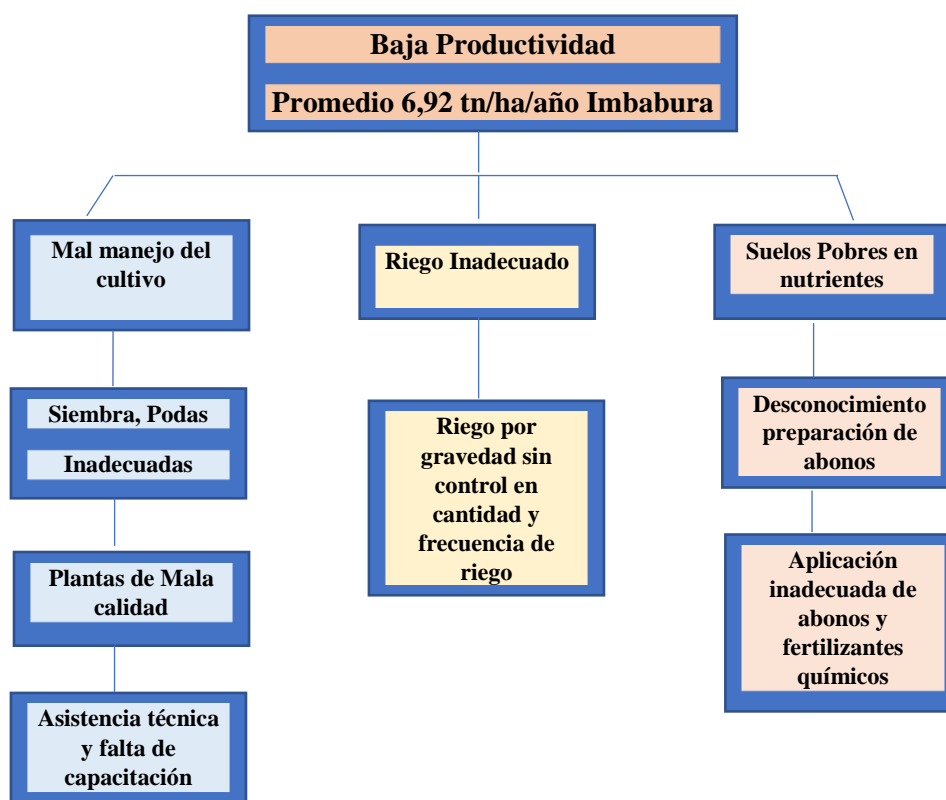 Baja Productividad
Promedio 6,92 tn/ha/año Imbabura
Mal manejo del
cultivo
Siembra, Podas
Inadecuadas
Plantas de Mala
calidad
Asistencia técnica
y falta de
capacitación
Riego Inadecuado
Riego por
gravedad sin
control en
cantidad y
frecuencia de
riego
Suelos Pobres en
nutrientes
Desconocimiento
preparación de
abonos
Aplicación
inadecuada de
abonos y
fertilizantes
químicos